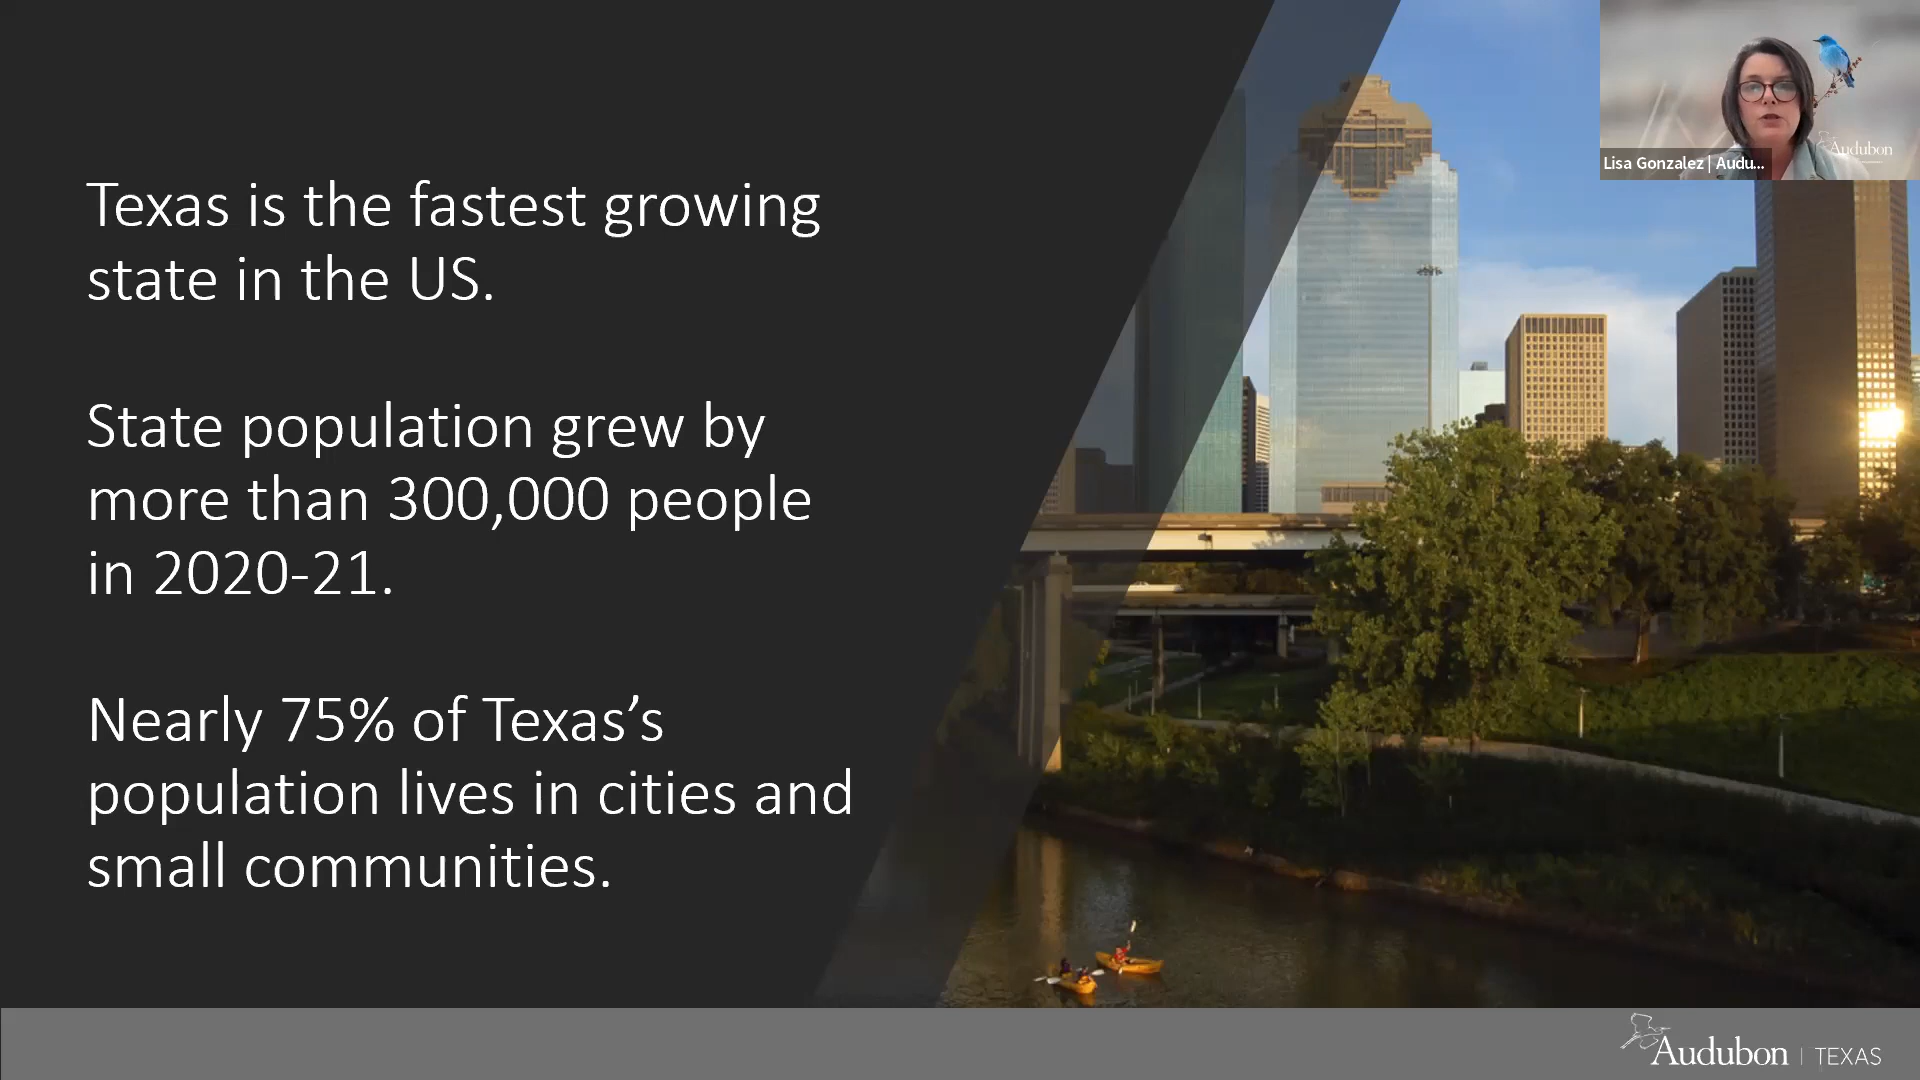 Texas is the fastest growing
state in the US.
State population grew by
more than 300,000 people
in 2020-21.
Nearly 75% of Texas’s
population lives in cities and
small communities.
Audubon
Lisa Gonzalez | Audu...
Audubon | TEXAS